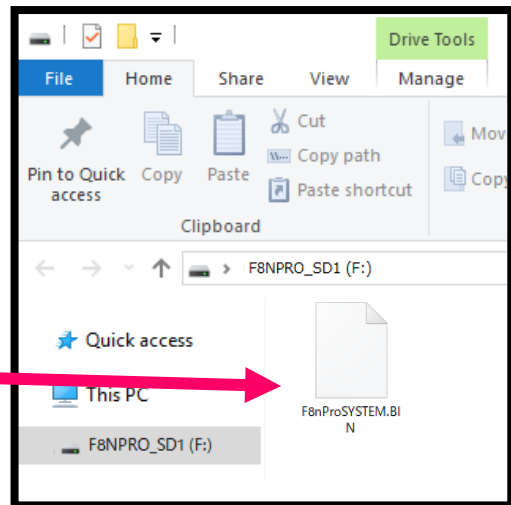 Drive Tools
File Home Share View Manage
Cut
Copy path
Paste shortcut
Pin to Quick access
Copy
Paste
Mov
Copy
Clipboard
F8NPRO_SD1 (F:)
Quick access
This PC
F8NPRO_SD1 (F:)
F8nProSYSTEM.BI
N